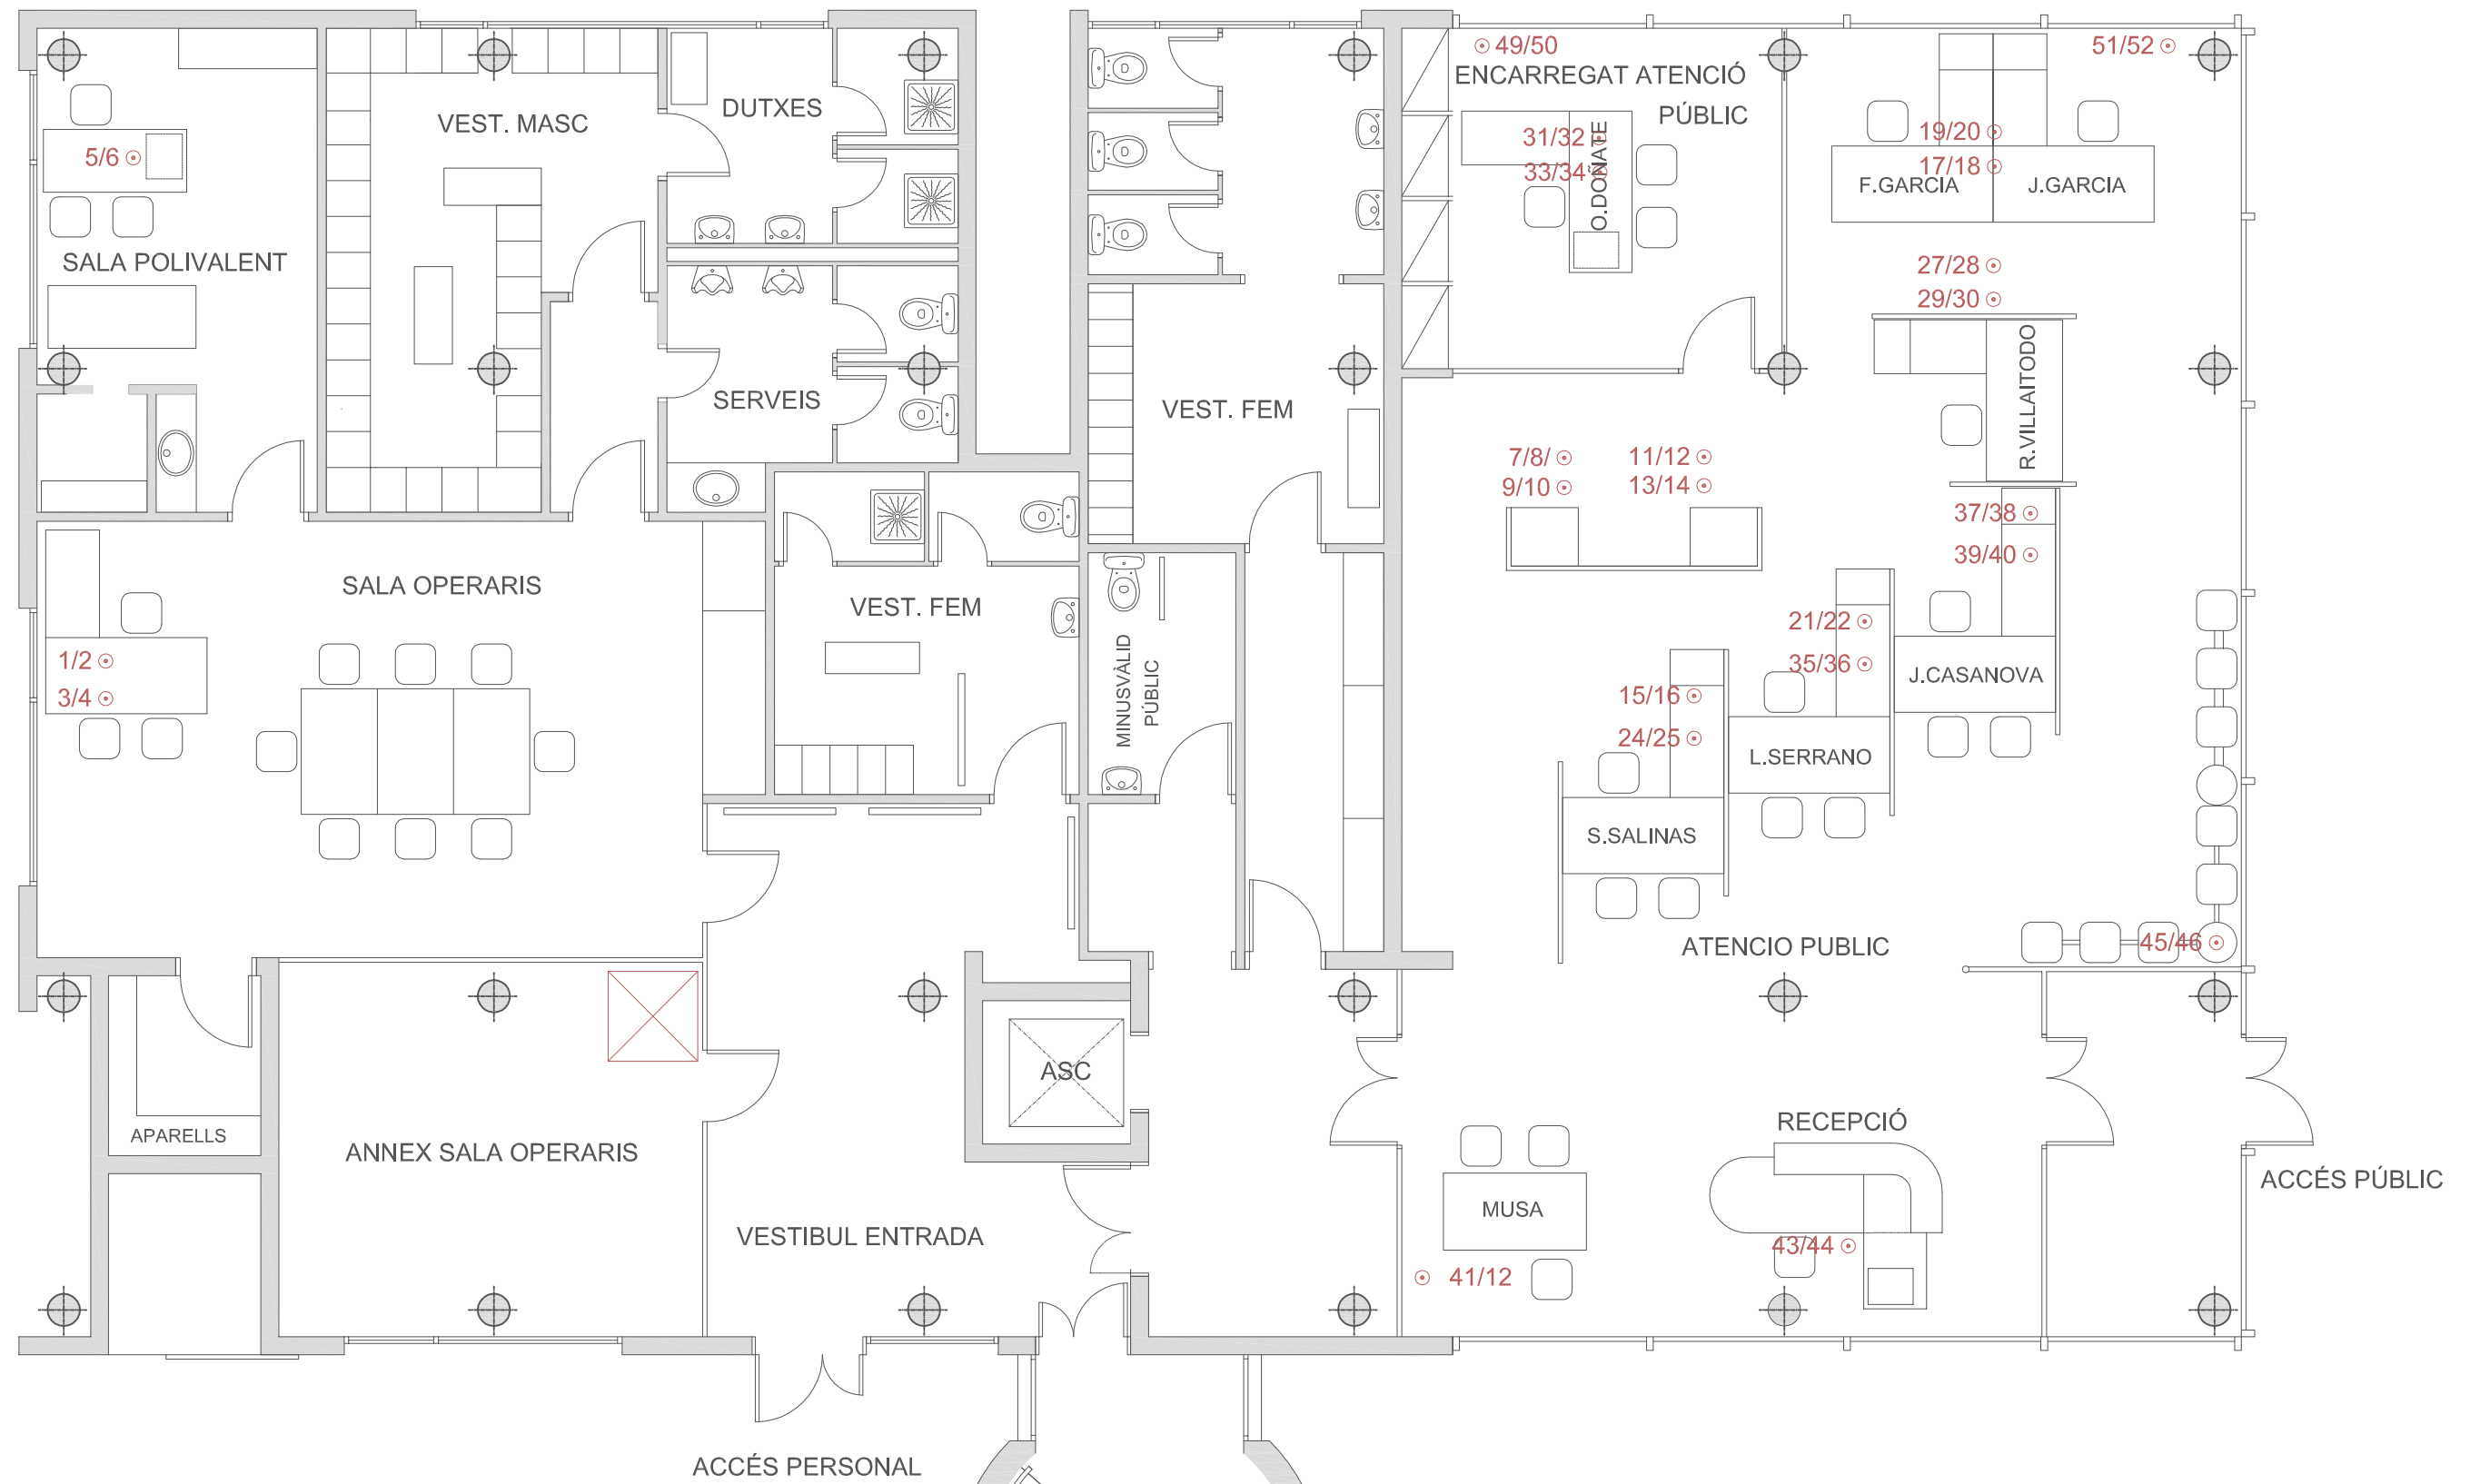 49/50
51/52
ENCARREGAT ATENCIÓ
PÚBLIC
VEST. MASC
DUTXES
5/6
31/32
33/34
O.DOÑATE
19/20
17/18
F.GARCIA
J.GARCIA
SALA POLIVALENT
27/28
29/30
R.VILLAITODO
SERVEIS
VEST. FEM
7/8/
9/10
11/12
13/14
37/38
39/40
SALA OPERARIS
VEST. FEM
21/22
35/36
J.CASANOVA
1/2
3/4
MINUSVÀLID
PÚBLIC
15/16
24/25
L.SERRANO
S.SALINAS
ATENCIO PUBLIC
45/46
ASC
APARELLS
ANNEX SALA OPERARIS
RECEPCIÓ
ACCÉS PÚBLIC
MUSA
VESTIBUL ENTRADA
43/44
41/12
ACCÉS PERSONAL